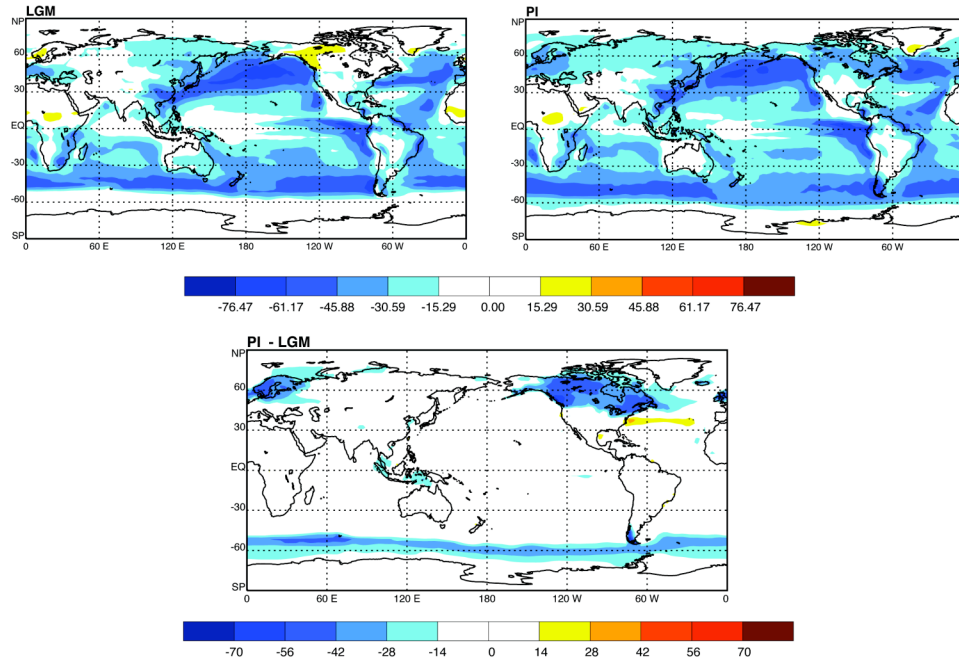 LGM
NP
60
30
EQ
-30
-60
SP
0
60 E
120 E
180
120 W
60 W
0
PI
NP
60
30
EQ
-30
-60
SP
0
60 E
120 E
180
120 W
60 W
-76.47
-61.17
-45.88
-30.59
-15.29
0.00
15.29
30.59
45.88
61.17
76.47
PI - LGM
NP
60
30
EQ
-30
-60
SP
0
60 E
120 E
180
120 W
60 W
0
-70
-56
-42
-28
-14
0
14
28
42
56
70